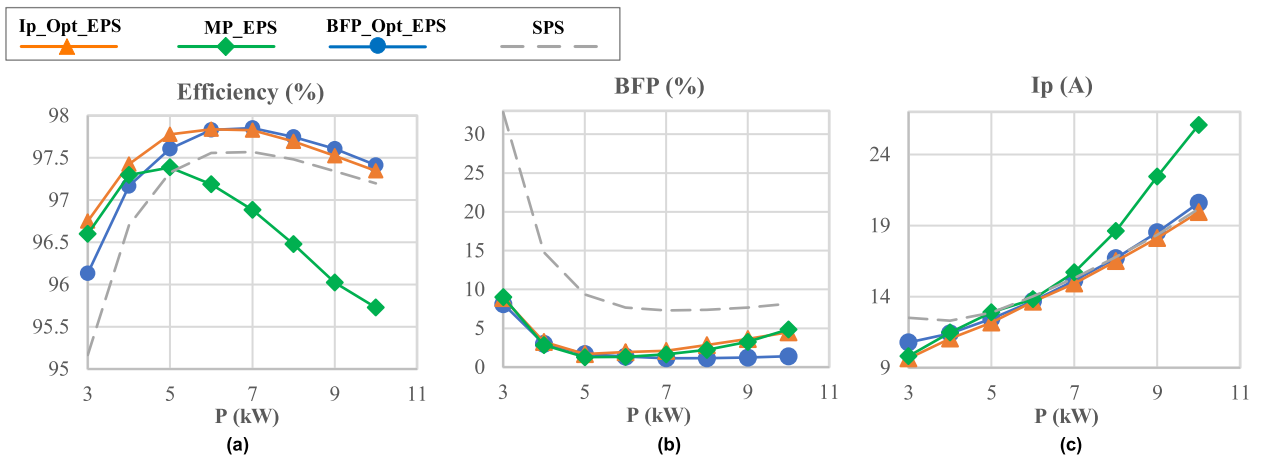 Ip_Opt_EPS MP_EPS BFP_Opt_EPS SPS
Efficiency (%)
98
97.5
97
96.5
96
95.5
95
3 5 7 9 11
P (kW)
(a)
BFP (%)
30
25
20
15
10
5
0
3 5 7 9 11
P (kW)
(b)
Ip (A)
24
19
14
9
3 5 7 9 11
P (kW)
(c)